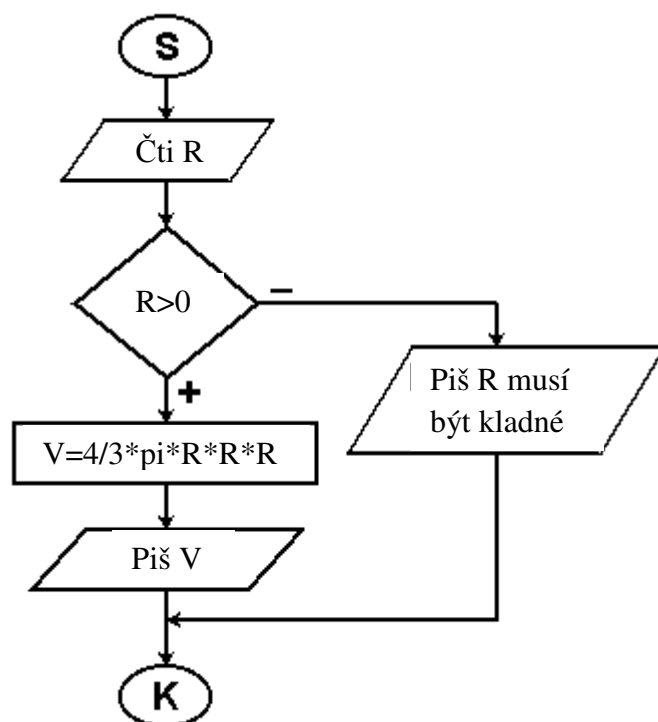 S
Čti R
R>0
–
+
Piš R musí
být kladné
V=4/3*pi*R*R*R
Piš V
K